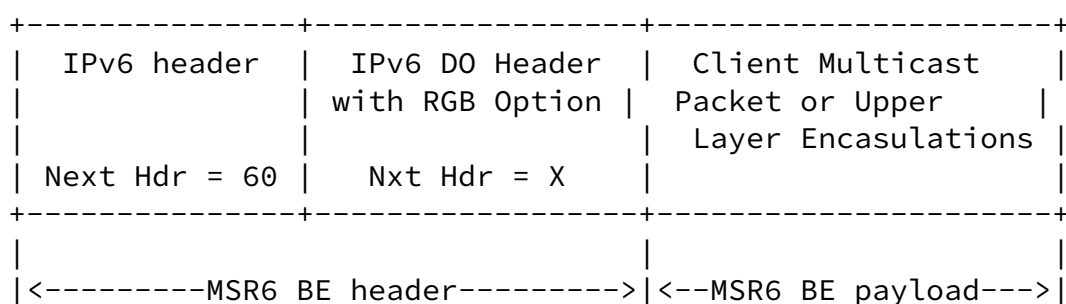 +---------------+------------------+----------------------+
|  IPv6 header  |  IPv6 DO Header  |  Client Multicast    |
|               | with RGB Option |  Packet or Upper     |
|               |                  |  Layer Encasulations |
| Next Hdr = 60 |   Nxt Hdr = X    |                      |
+---------------+------------------+----------------------+
|                                  |                      |
|<---------MSR6 BE header--------->|<--MSR6 BE payload--->|